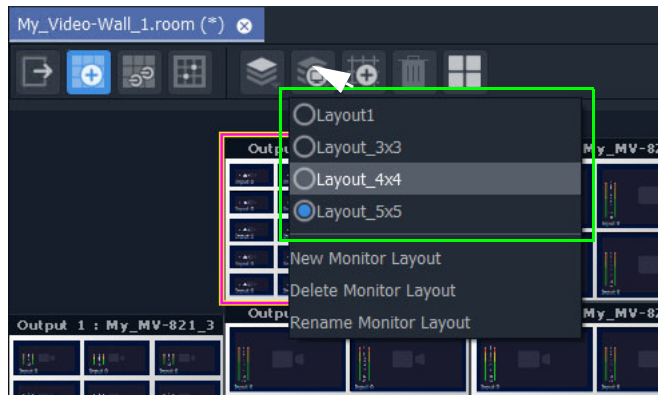 My_Video-Wall_1.room (*)
Layout1
Outpu
Layout_3x3
My_MV-82
Layout_4x4
Layout_5x5
New Monitor Layout
Delete Monitor Layout
Outpu
My_MV-82
Rename Monitor Layout
Output 1 : My_MV-821_3